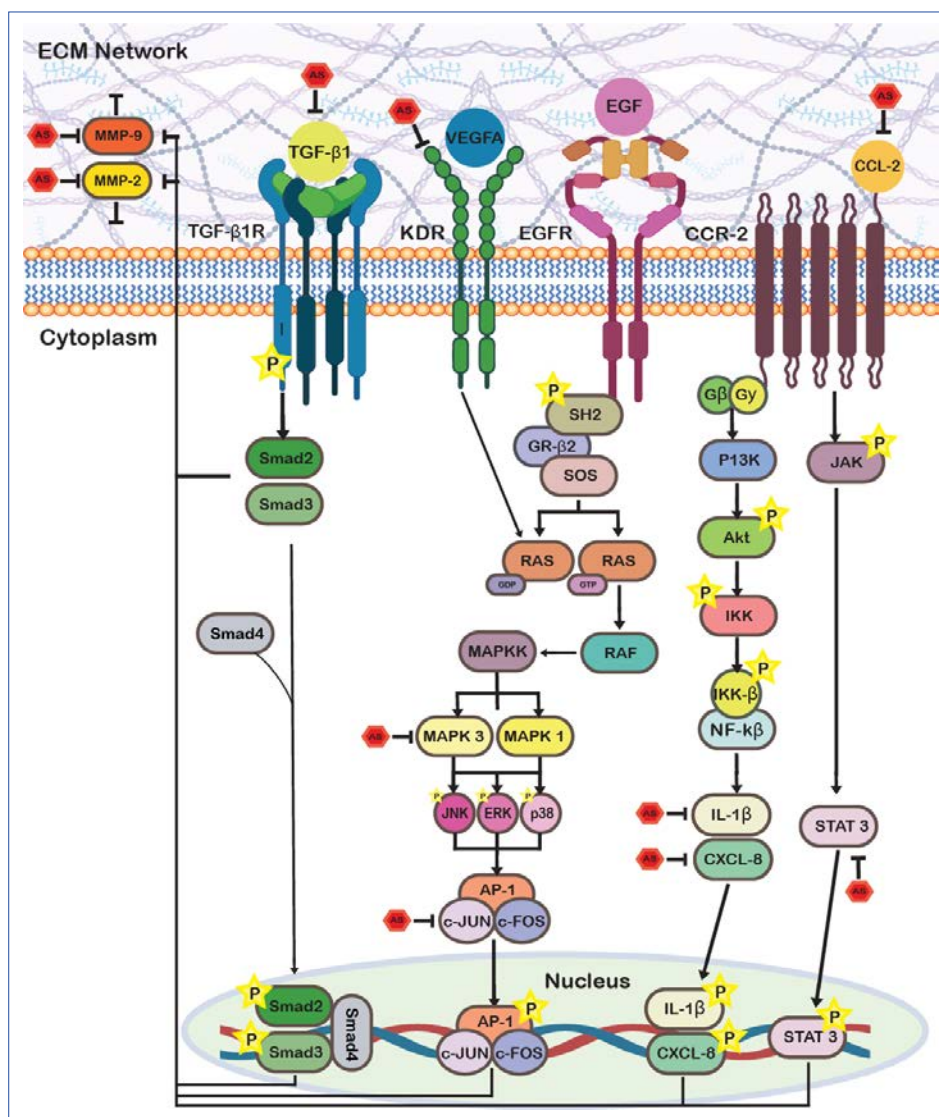 ECM Network
AS
AS
EGF
AS
AS
MMP-9
TGF-β1
VEGFA
AS
MMP-2
CCL-2
TGF-β1R
KDR
EGFR
CCR-2
Cytoplasm
I
P
P
SH2
Gβ
Gy
GR-β2
Smad2
SOS
P13K
JAK
P
Smad3
P
Akt
RAS
RAS
GDP
GTP
P
IKK
Smad4
MAPKK
RAF
P
IKK-β
NF-kβ
AS
MAPK 3
MAPK 1
P
P
P
JNK
ERK
p38
AS
IL-1β
STAT 3
AS
CXCL-8
AS
AP-1
AS
c-JUN
c-FOS
Nucleus
P
Smad2
P
AP-1
IL-1β
P
Smad4
P
Smad3
c-JUN
c-FOS
CXCL-8
P
STAT 3
P